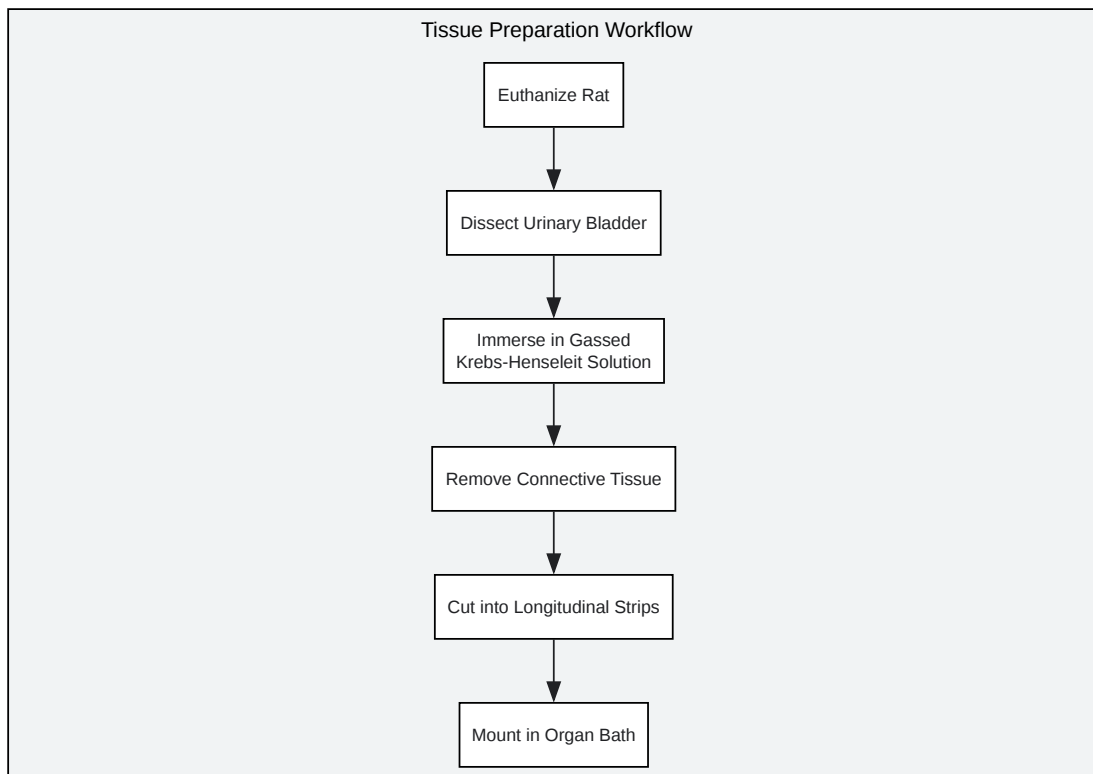 Tissue Preparation Workflow
Euthanize Rat
Dissect Urinary Bladder
Immerse in Gassed
Krebs-Henseleit Solution
Remove Connective Tissue
Cut into Longitudinal Strips
Mount in Organ Bath